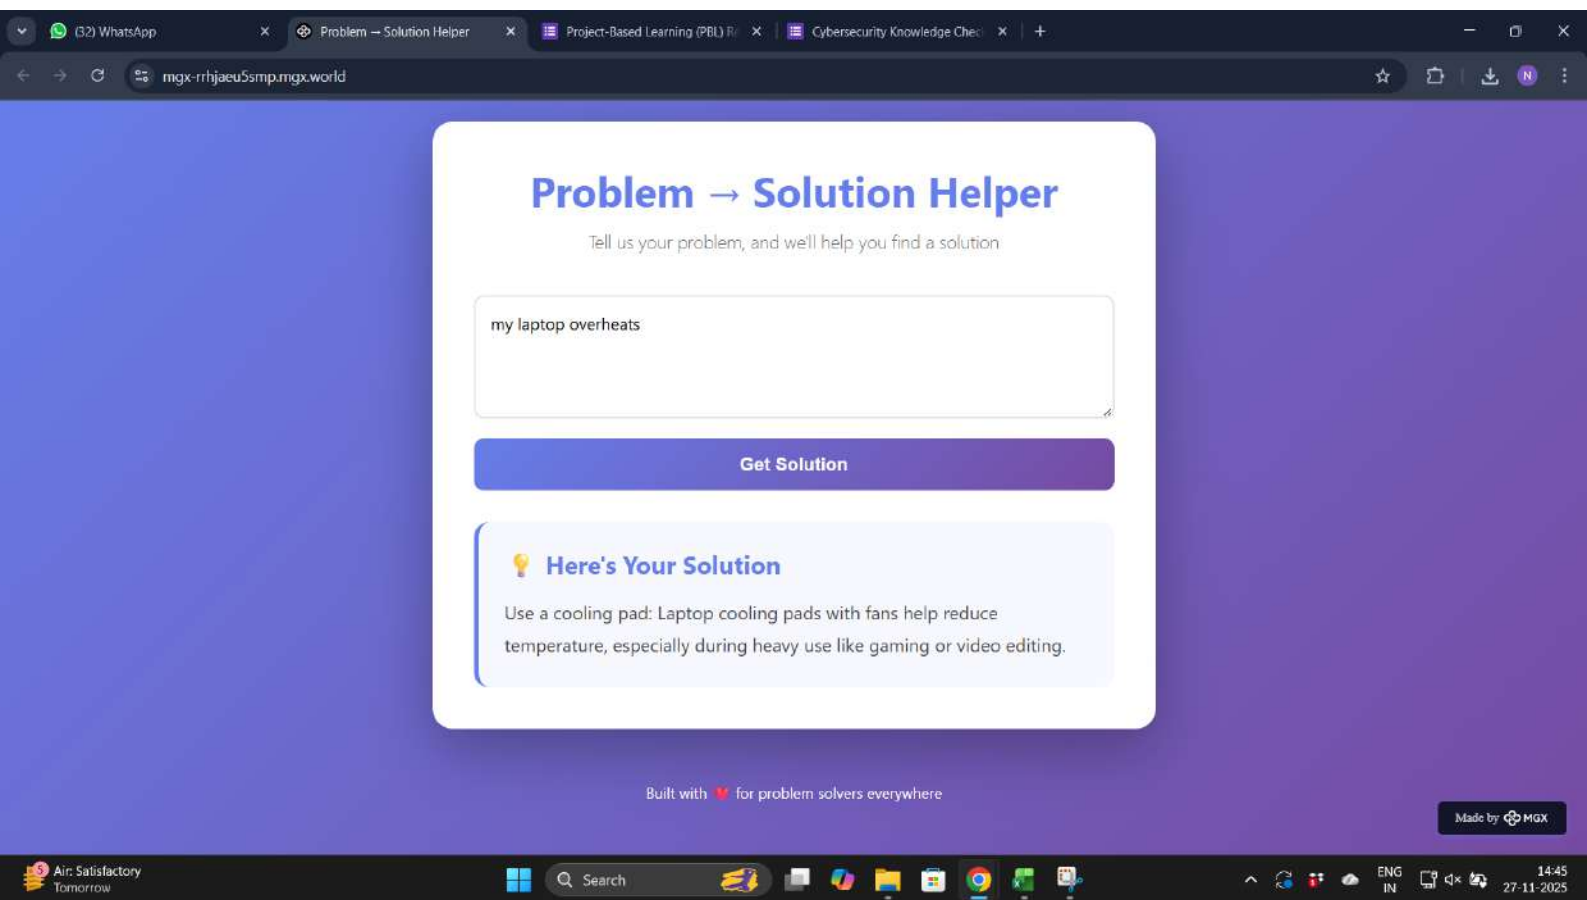 (32) WhatsApp
Problem → Solution Helper
Project-Based Learning (PBL)
Cybersecurity Knowledge Chec
mgx-rrhjaeu5smp.mgx.world
N
Problem → Solution Helper
Tell us your problem, and we'll help you find a solution
my laptop overheats
Get Solution
Here's Your Solution
Use a cooling pad: Laptop cooling pads with fans help reduce
temperature, especially during heavy use like gaming or video editing.
Built with ❤ for problem solvers everywhere
Made by MGX
5
Air: Satisfactory
Tomorrow
Search
ENG
IN
14:45
27-11-2025